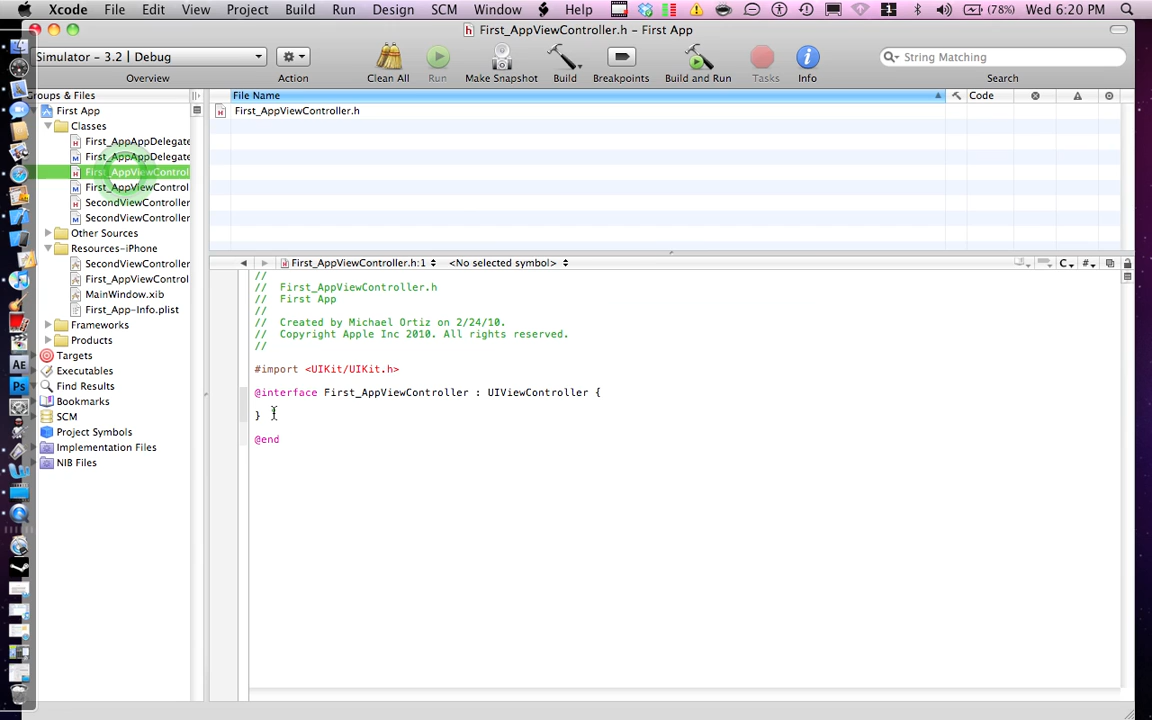 Xcode File Edit View Project Build Run Design SCM Window Help (78%) Wed 6:20 PM
First_AppViewController.h – First App
Simulator - 3.2 | Debug
Overview Action Clean All Run Make Snapshot Build Breakpoints Build and Run Tasks Info Search
String Matching
Groups & Files
First App
Classes
First_AppAppDelegate
First_AppAppDelegate
First_AppViewControl
First_AppViewControl
SecondViewController
SecondViewController
Other Sources
Resources-iPhone
SecondViewController
First_AppViewControl
MainWindow.xib
First_App-Info.plist
Frameworks
Products
Targets
Executables
Find Results
Bookmarks
SCM
Project Symbols
Implementation Files
NIB Files
File Name Code
First_AppViewController.h
First_AppViewController.h:1 <No selected symbol> C #
//
// First_AppViewController.h
// First App
//
// Created by Michael Ortiz on 2/24/10.
// Copyright Apple Inc 2010. All rights reserved.
//
#import <UIKit/UIKit.h>
@interface First_AppViewController : UIViewController {
}
@end
AE
Ps